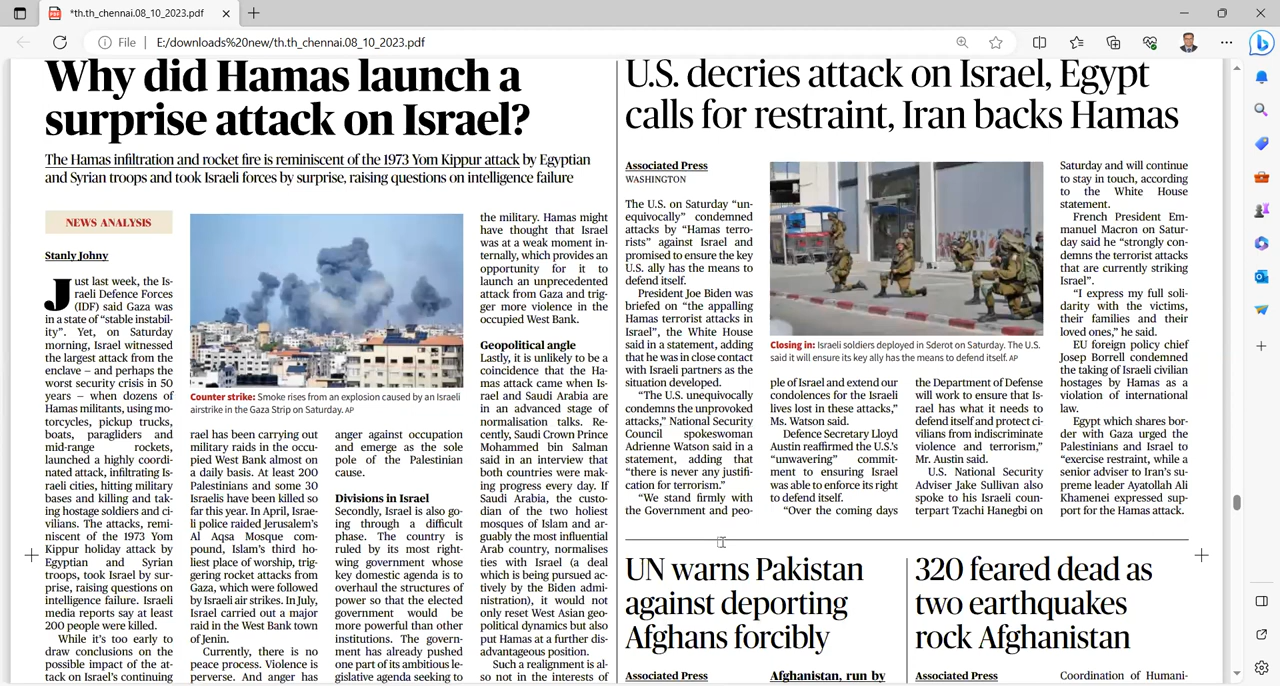 *th.th_chennai.08_10_2023.pdf
File
E:/downloads%20new/th.th_chennai.08_10_2023.pdf
Why did Hamas launch a
surprise attack on Israel?
The Hamas infiltration and rocket fire is reminiscent of the 1973 Yom Kippur attack by Egyptian
and Syrian troops and took Israeli forces by surprise, raising questions on intelligence failure
NEWS ANALYSIS
Stanly Johny
Just last week, the Is-
raeli Defence Forces
(IDF) said Gaza was
in a state of “stable instabil-
ity”. Yet, on Saturday
morning, Israel witnessed
the largest attack from the
enclave — and perhaps the
worst security crisis in 50
years — when dozens of
Hamas militants, using mo-
torcycles, pickup trucks,
boats, paragliders and
mid-range rockets,
launched a highly coordi-
nated attack, infiltrating Is-
raeli cities, hitting military
bases and killing and tak-
ing hostage soldiers and ci-
vilians. The attacks, remi-
niscent of the 1973 Yom
Kippur holiday attack by
Egyptian and Syrian
troops, took Israel by sur-
prise, raising questions on
intelligence failure. Israeli
media reports say at least
200 people were killed.
While it’s too early to
draw conclusions on the
possible impact of the at-
tack on Israel’s continuing
Counter strike: Smoke rises from an explosion caused by an Israeli
airstrike in the Gaza Strip on Saturday. AP
rael has been carrying out
military raids in the occu-
pied West Bank almost on
a daily basis. At least 200
Palestinians and some 30
Israelis have been killed so
far this year. In April, Israe-
li police raided Jerusalem’s
Al Aqsa Mosque com-
pound, Islam’s third ho-
liest place of worship, trig-
gering rocket attacks from
Gaza, which were followed
by Israeli air strikes. In July,
Israel carried out a major
raid in the West Bank town
of Jenin.
Currently, there is no
peace process. Violence is
perverse. And anger has
anger against occupation
and emerge as the sole
pole of the Palestinian
cause.
Divisions in Israel
Secondly, Israel is also go-
ing through a difficult
phase. The country is
ruled by its most right-
wing government whose
key domestic agenda is to
overhaul the structures of
power so that the elected
government would be
more powerful than other
institutions. The govern-
ment has already pushed
one part of its ambitious le-
gislative agenda seeking to
the military. Hamas might
have thought that Israel
was at a weak moment in-
ternally, which provides an
opportunity for it to
launch an unprecedented
attack from Gaza and trig-
ger more violence in the
occupied West Bank.
Geopolitical angle
Lastly, it is unlikely to be a
coincidence that the Ha-
mas attack came when Is-
rael and Saudi Arabia are
in an advanced stage of
normalisation talks. Re-
cently, Saudi Crown Prince
Mohammed bin Salman
said in an interview that
both countries were mak-
ing progress every day. If
Saudi Arabia, the custo-
dian of the two holiest
mosques of Islam and ar-
guably the most influential
Arab country, normalises
ties with Israel (a deal
which is being pursued ac-
tively by the Biden admi-
nistration), it would not
only reset West Asian geo-
political dynamics but also
put Hamas at a further dis-
advantageous position.
Such a realignment is al-
so not in the interests of
U.S. decries attack on Israel, Egypt
calls for restraint, Iran backs Hamas
Associated Press
WASHINGTON
The U.S. on Saturday “un-
equivocally” condemned
attacks by “Hamas terro-
rists” against Israel and
promised to ensure the key
U.S. ally has the means to
defend itself.
President Joe Biden was
briefed on “the appalling
Hamas terrorist attacks in
Israel”, the White House
said in a statement, adding
that he was in close contact
with Israeli partners as the
situation developed.
“The U.S. unequivocally
condemns the unprovoked
attacks,” National Security
Council spokeswoman
Adrienne Watson said in a
statement, adding that
“there is never any justifi-
cation for terrorism.”
“We stand firmly with
the Government and peo-
Closing in: Israeli soldiers deployed in Sderot on Saturday. The U.S.
said it will ensure its key ally has the means to defend itself. AP
ple of Israel and extend our
condolences for the Israeli
lives lost in these attacks,”
Ms. Watson said.
Defence Secretary Lloyd
Austin reaffirmed the U.S.’s
“unwavering” commit-
ment to ensuring Israel
was able to enforce its right
to defend itself.
“Over the coming days
the Department of Defense
will work to ensure that Is-
rael has what it needs to
defend itself and protect ci-
vilians from indiscriminate
violence and terrorism,”
Mr. Austin said.
U.S. National Security
Adviser Jake Sullivan also
spoke to his Israeli coun-
terpart Tzachi Hanegbi on
Saturday and will continue
to stay in touch, according
to the White House
statement.
French President Em-
manuel Macron on Satur-
day said he “strongly con-
demns the terrorist attacks
that are currently striking
Israel”.
“I express my full soli-
darity with the victims,
their families and their
loved ones,” he said.
EU foreign policy chief
Josep Borrell condemned
the taking of Israeli civilian
hostages by Hamas as a
violation of international
law.
Egypt which shares bor-
der with Gaza urged the
Palestinians and Israel to
“exercise restraint, while a
senior adviser to Iran’s su-
preme leader Ayatollah Ali
Khamenei expressed sup-
port for the Hamas attack.
UN warns Pakistan
against deporting
Afghans forcibly
Associated Press
Afghanistan, run by
320 feared dead as
two earthquakes
rock Afghanistan
Associated Press
Coordination of Humani-